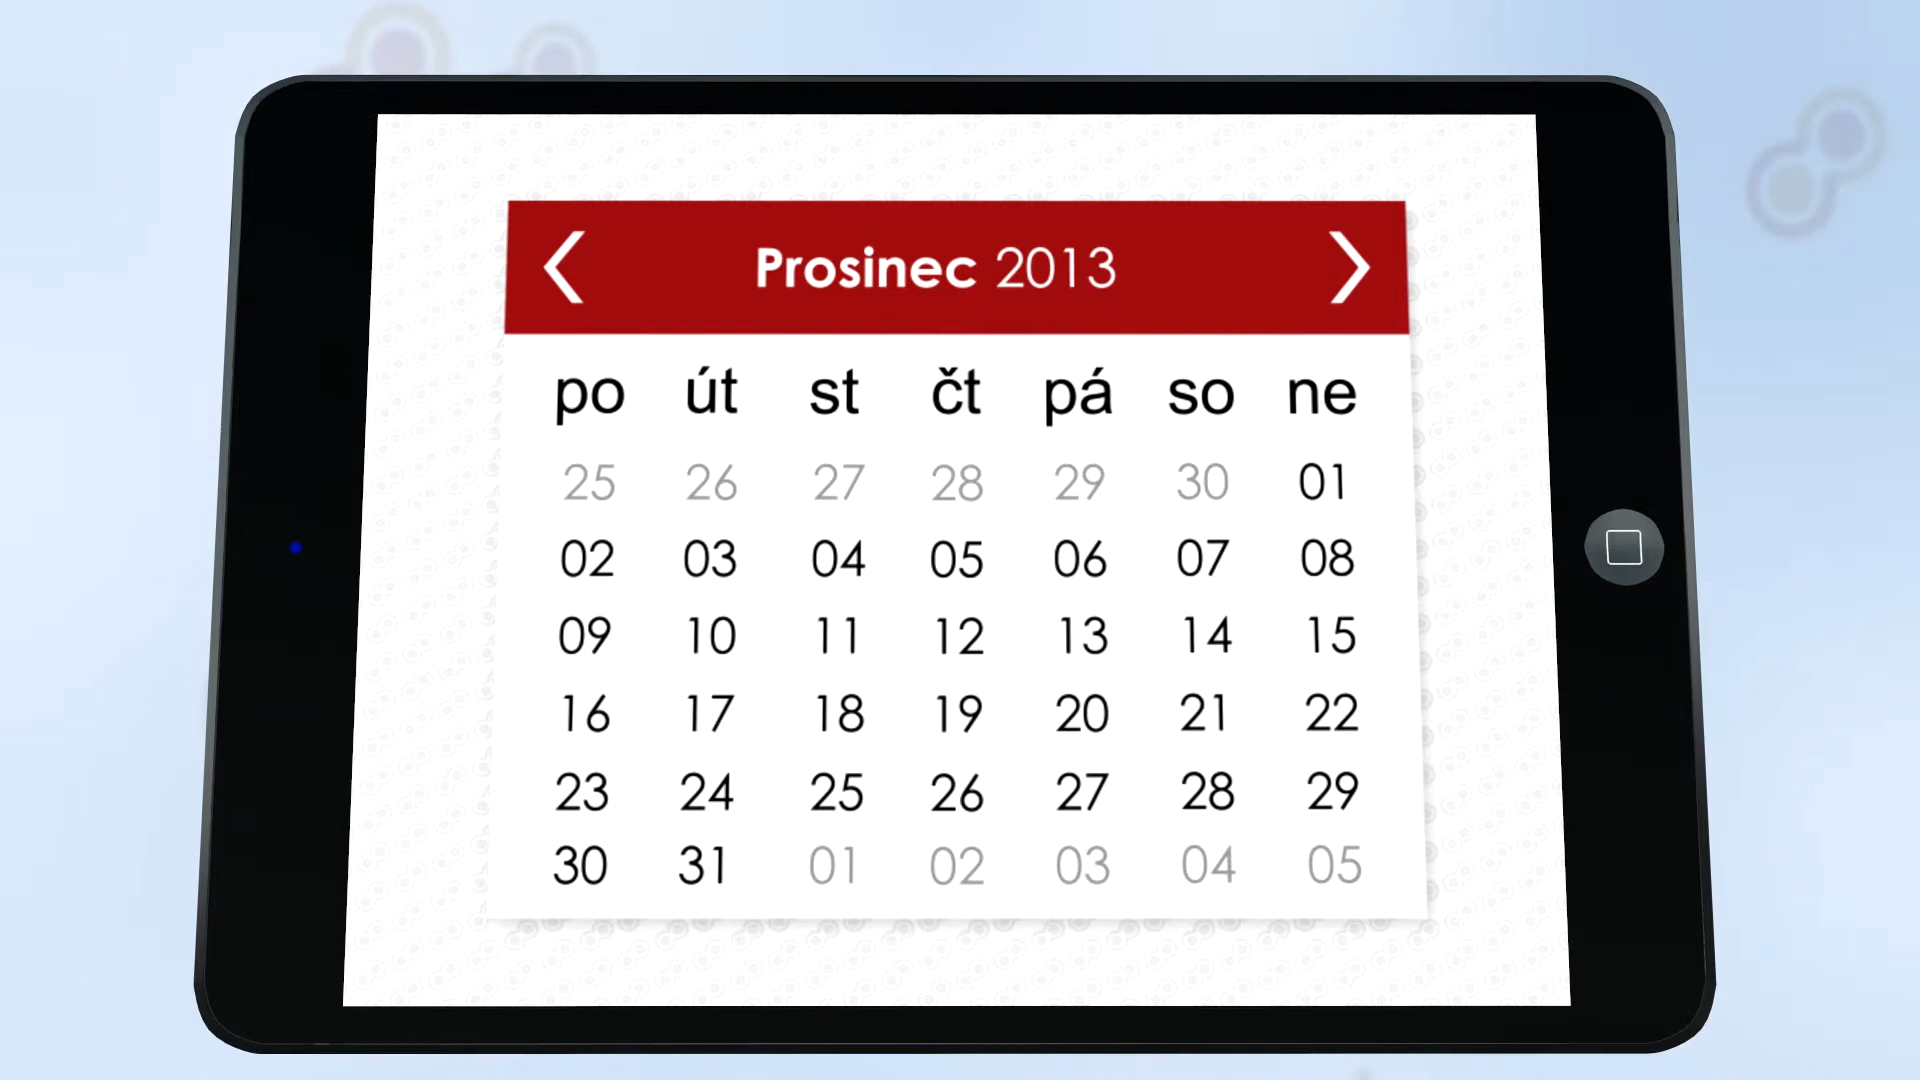 Prosinec 2013
po út st čt pá so ne
25 26 27 28 29 30 01
02 03 04 05 06 07 08
09 10 11 12 13 14 15
16 17 18 19 20 21 22
23 24 25 26 27 28 29
30 31 01 02 03 04 05